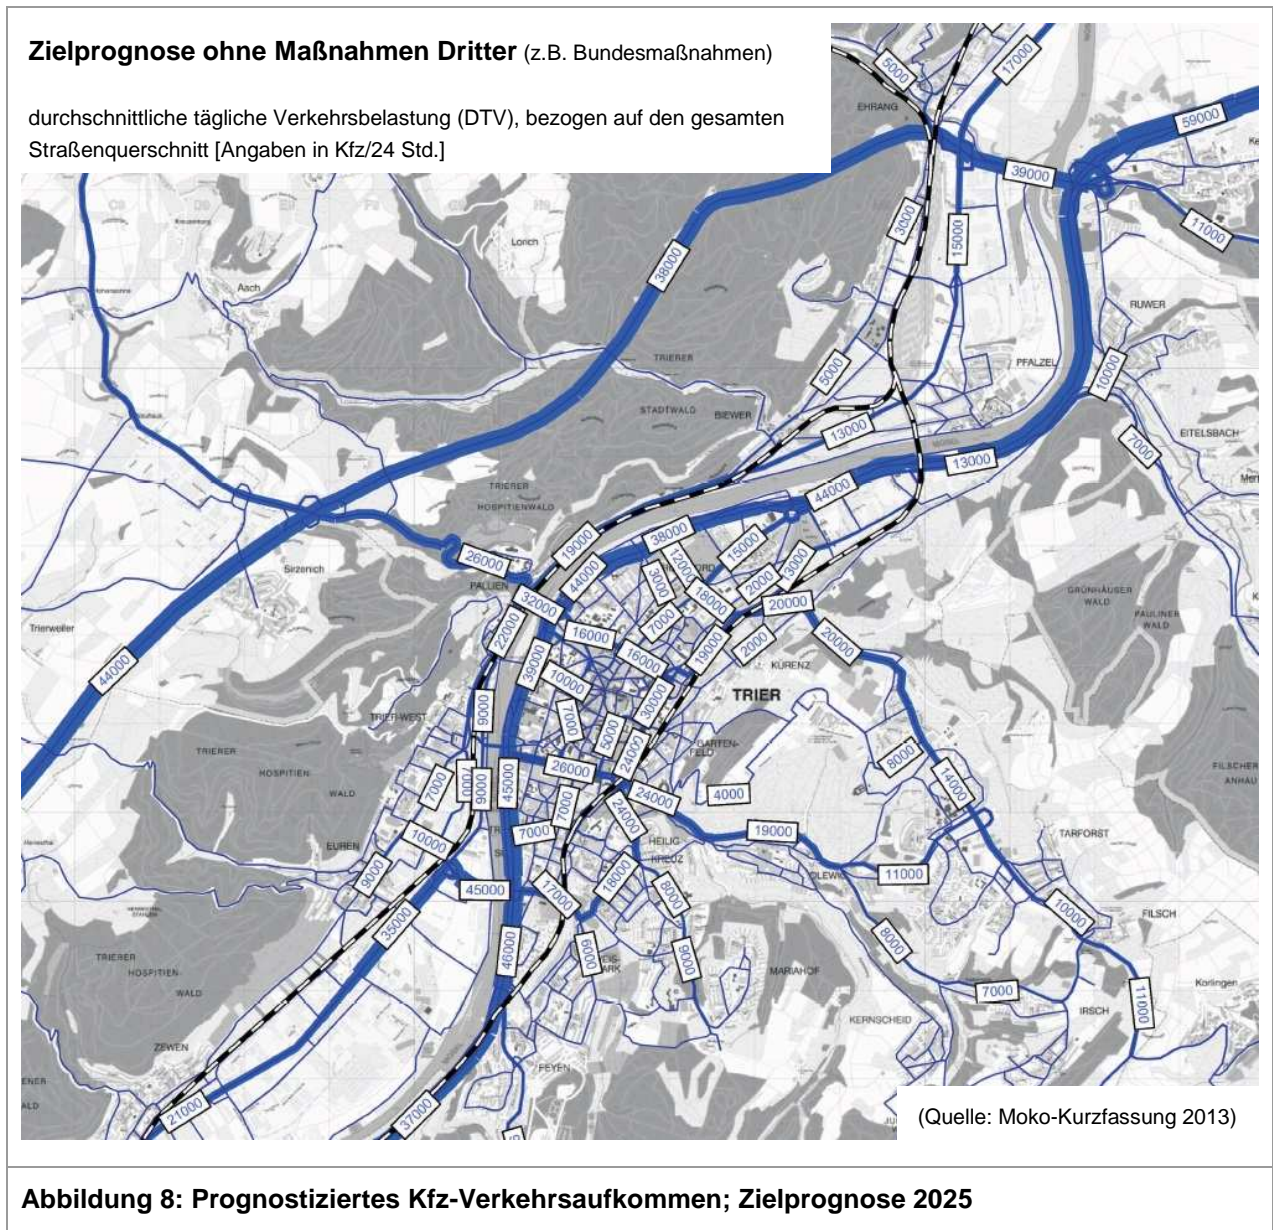 Zielprognose ohne Maßnahmen Dritter (z.B. Bundesmaßnahmen)
durchschnittliche tägliche Verkehrsbelastung (DTV), bezogen auf den gesamten
Straßenquerschnitt [Angaben in Kfz/24 Std.]
5000
17000
EHRANG
59000
39000
3000
15000
11000
Lorich
38000
Aach
RUWER
TRIERER
STADTWALD
BIEWER
5000
PFALZEL
10000
13000
7000
EITELSBACH
13000
TRIERER
HOSPITIENWALD
44000
19000
38000
15000
12000
3000
13000
26000
Sirzenich
PALLIEN
44000
2000
18000
20000
GRÜNHÄUSER
WALD
PAULINER
WALD
32000
22000
16000
7000
2000
20000
Trierweiler
39000
16000
19000
KÜRENZ
44000
10000
30000
TRIER
TRIER-WEST
9000
7000
5000
24000
GARTEN-
FELD
TRIERER
HOSPITIEN-
WALD
8000
14000
FILSCHER
7000
9000
45000
26000
7000
24000
4000
EUREN
10000
7000
24000
HEILIG
KREUZ
19000
TARFORST
9000
45000
17000
18000
8000
OLEWIG
11000
10000
FILSCH
35000
46000
6000
9000
MARIAHOF
8000
7000
11000
Korlingen
TRIERER
HOSPITIEN-
WALD
IRSCH
KERNSCHEID
ZEWEN
FEYEN
21000
37000
(Quelle: Moko-Kurzfassung 2013)
Abbildung 8: Prognostiziertes Kfz-Verkehrsaufkommen; Zielprognose 2025